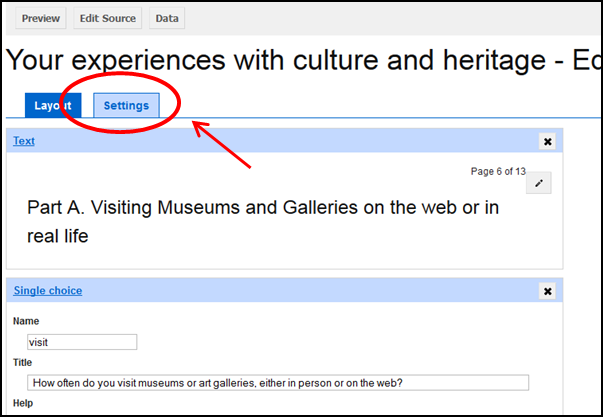 Preview Edit Source Data
Your experiences with culture and heritage - Ed
Layout Settings
Text
Page 6 of 13
Part A. Visiting Museums and Galleries on the web or in
real life
Single choice
Name
visit
Title
How often do you visit museums or art galleries, either in person or on the web?
Help